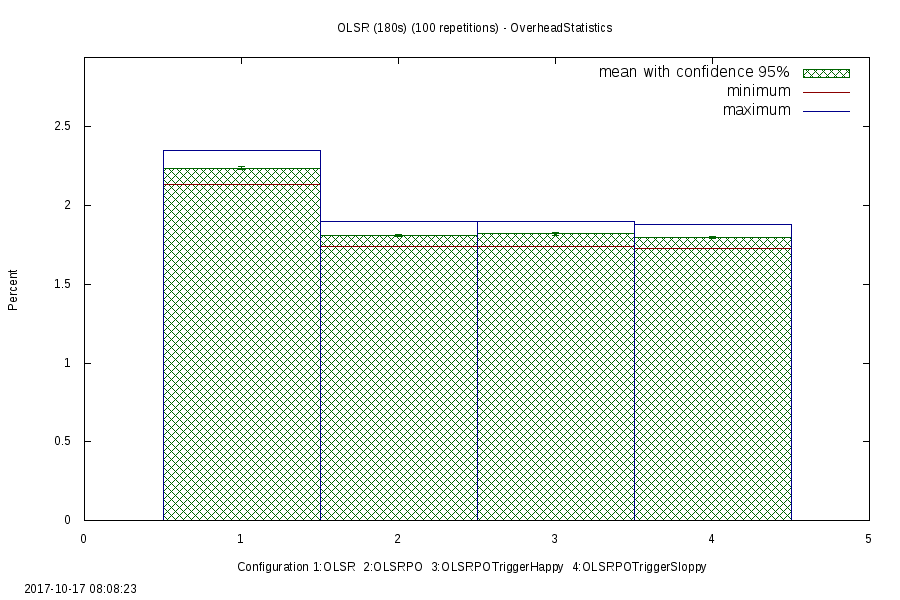 OLSR (180s) (100 repetitions) - OverheadStatistics
mean with confidence 95%
minimum
maximum
2.5
2
1.5
1
0.5
0
Percent
0 1 2 3 4 5
Configuration 1:OLSR 2:OLSRPO 3:OLSRPOTriggerHappy 4:OLSRPOTriggerSloppy
2017-10-17 08:08:23